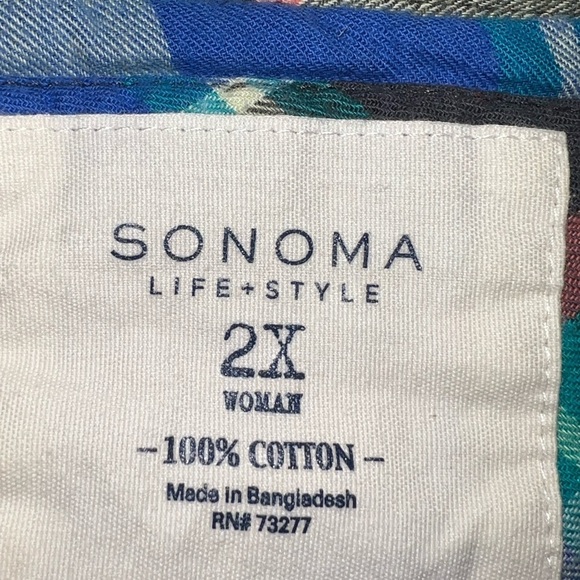 SONOMA
LIFE+STYLE
2X
WOMAN
-100% COTTON-
Made in Bangladesh
RN# 73277